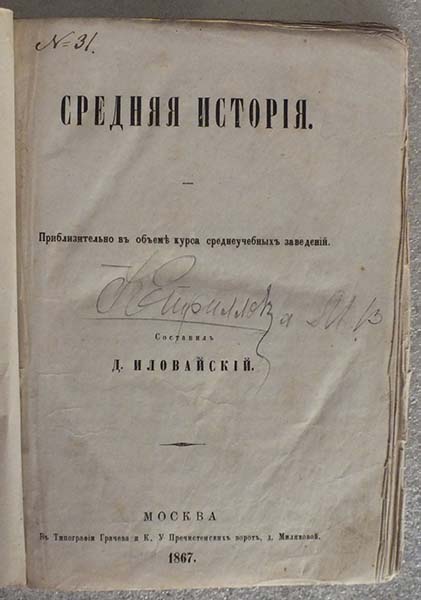 № 31.
СРЕДНЯЯ ИСТОРІЯ.
Приблизительно въ объемѣ курса среднеучебныхъ заведеній.
Составилъ
Д. ИЛОВАЙСКІЙ.
МОСКВА
Въ Типографіи Грачева и К. У Пречистенскихъ воротъ, д. Миляковой.
1867.